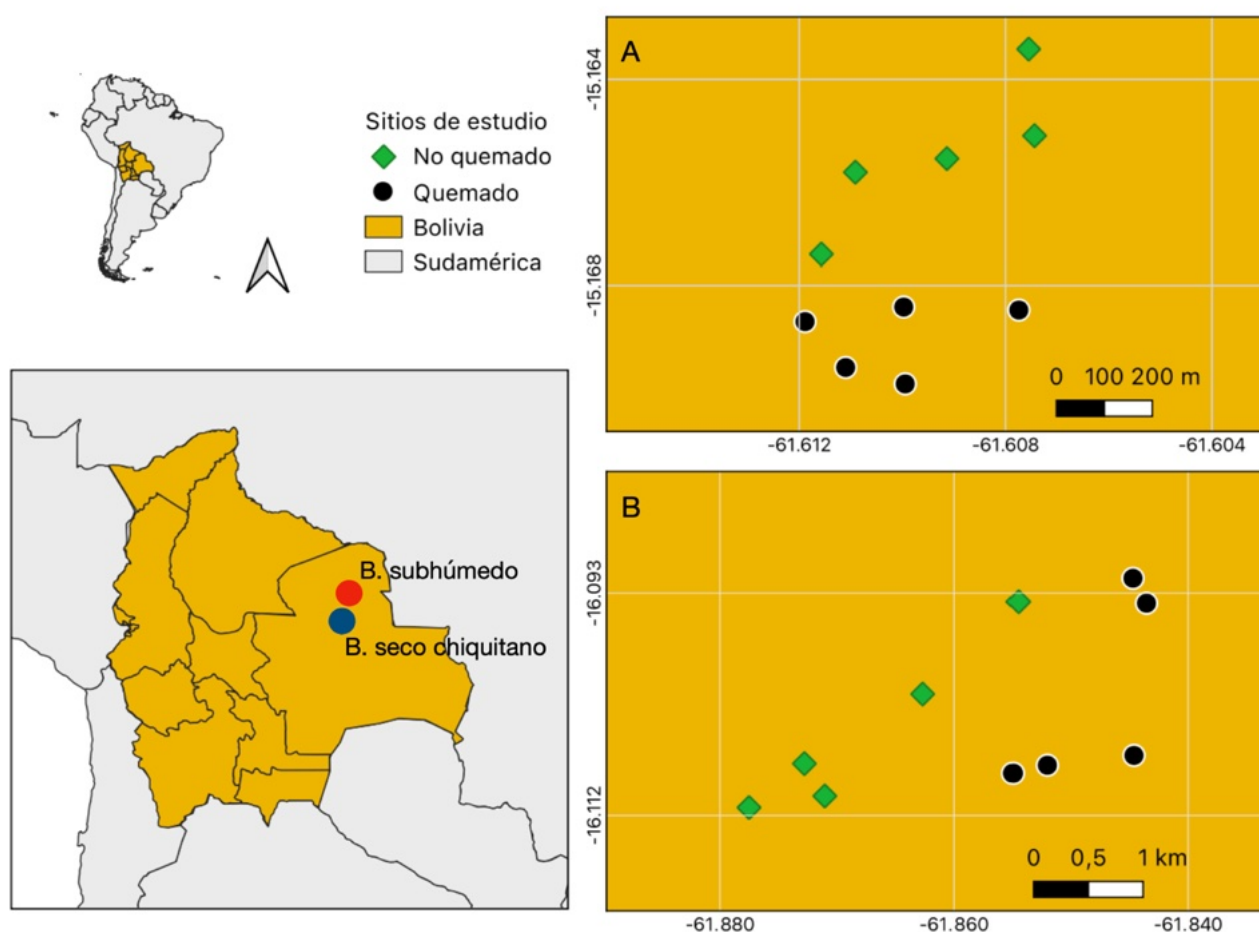 Sitios de estudio
No quemado
Quemado
Bolivia
Sudamérica
B. subhúmedo
B. seco chiquitano
A
-15.164
-15.168
0 100 200 m
-61.612 -61.608 -61.604
B
-16.093
-16.112
0 0,5 1 km
-61.880 -61.860 -61.840